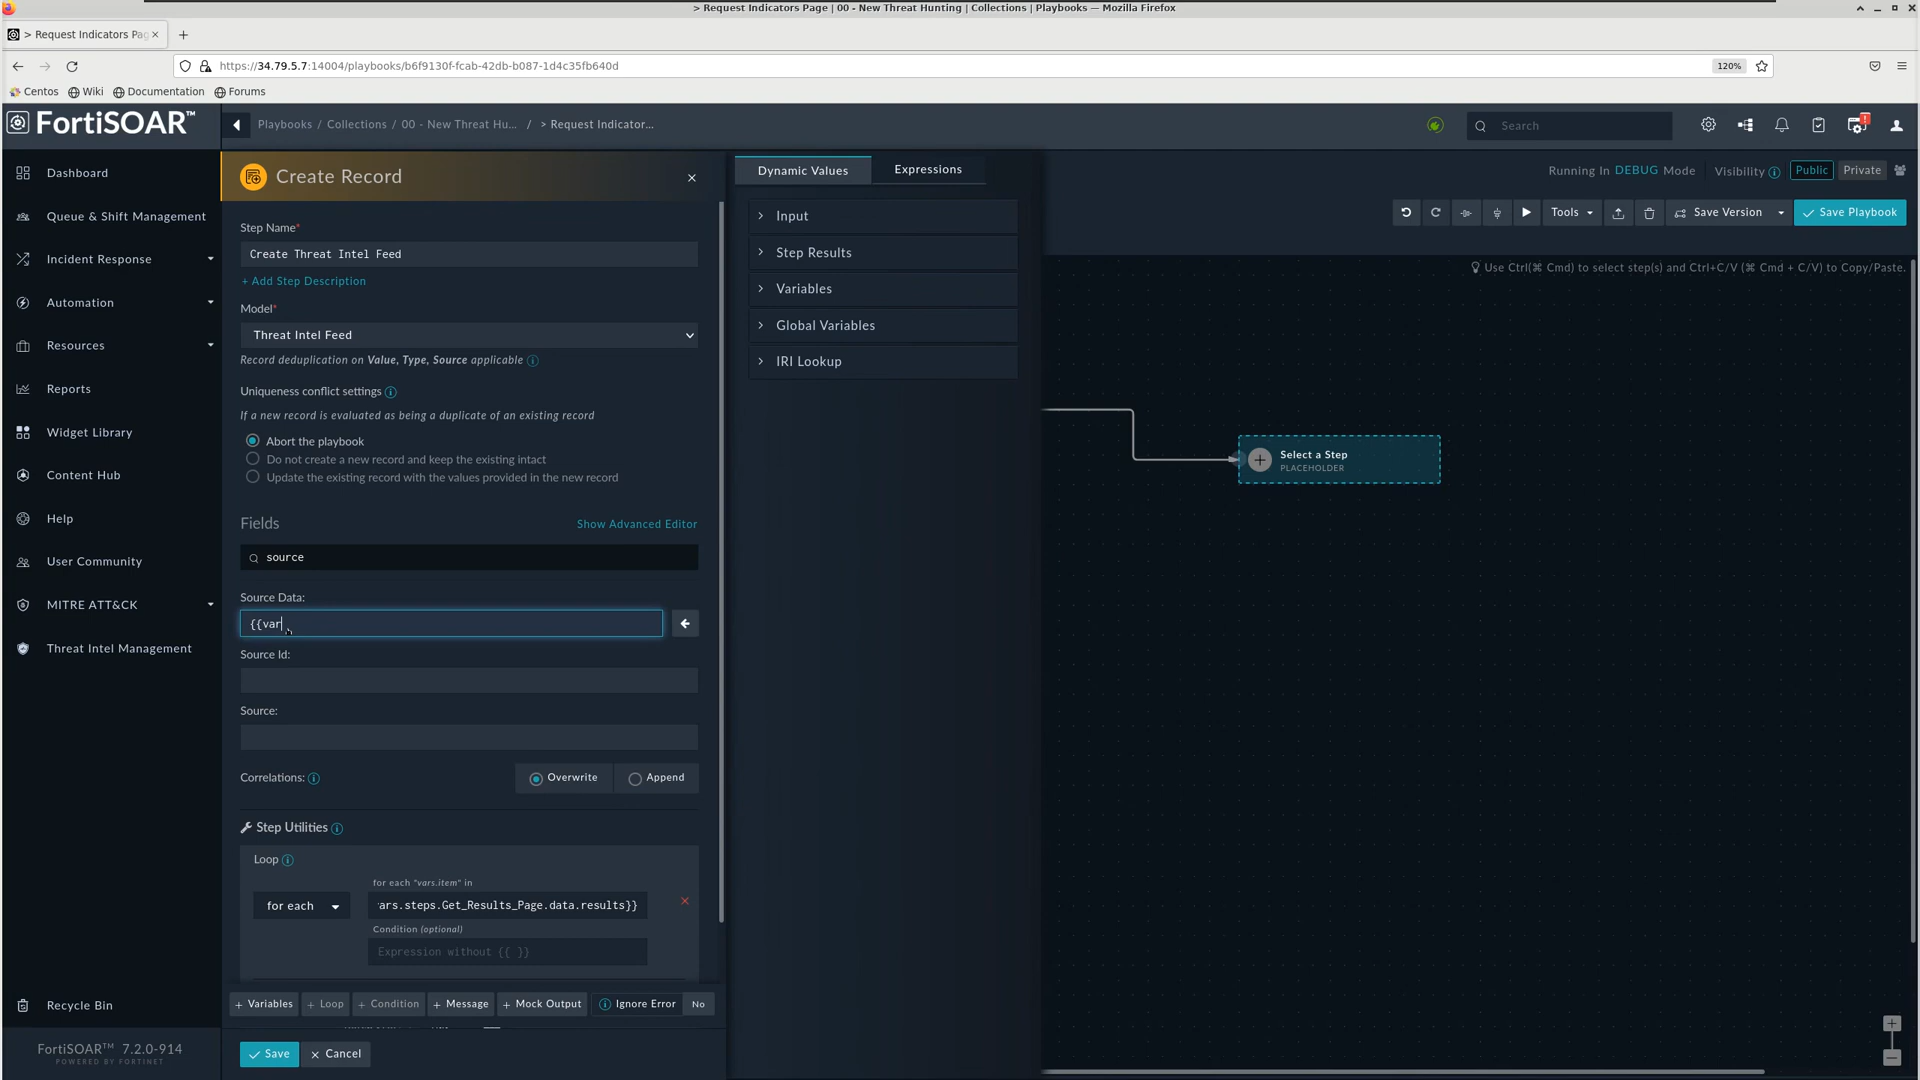 > Request Indicators Page | 00 - New Threat Hunting | Collections | Playbooks — Mozilla Firefox
> Request Indicators Pag
https://34.79.5.7:14004/playbooks/b6f9130f-fcab-42db-b087-1d4c35fb640d
120%
Centos Wiki Documentation Forums
FortiSOAR™
Playbooks / Collections / 00 - New Threat Hu... / > Request Indicator...
Search
Dashboard
Queue & Shift Management
Incident Response
Automation
Resources
Reports
Widget Library
Content Hub
Help
User Community
MITRE ATT&CK
Threat Intel Management
Recycle Bin
FortiSOAR™ 7.2.0-914
POWERED BY FORTINET
Create Record
Step Name*
Create Threat Intel Feed
+ Add Step Description
Model*
Threat Intel Feed
Record deduplication on Value, Type, Source applicable
Uniqueness conflict settings
If a new record is evaluated as being a duplicate of an existing record
Abort the playbook
Do not create a new record and keep the existing intact
Update the existing record with the values provided in the new record
Fields
Show Advanced Editor
source
Source Data:
{{var
Source Id:
Source:
Correlations:
Overwrite
Append
Step Utilities
Loop
for each "vars.item" in
for each
ars.steps.Get_Results_Page.data.results}}
Condition (optional)
Expression without {{ }}
+ Variables + Loop + Condition + Message + Mock Output Ignore Error No
Save
Cancel
Dynamic Values
Expressions
Input
Step Results
Variables
Global Variables
IRI Lookup
Running In DEBUG Mode
Visibility
Public
Private
Tools
Save Version
Save Playbook
Use Ctrl(⌘ Cmd) to select step(s) and Ctrl+C/V (⌘ Cmd + C/V) to Copy/Paste.
Select a Step
PLACEHOLDER